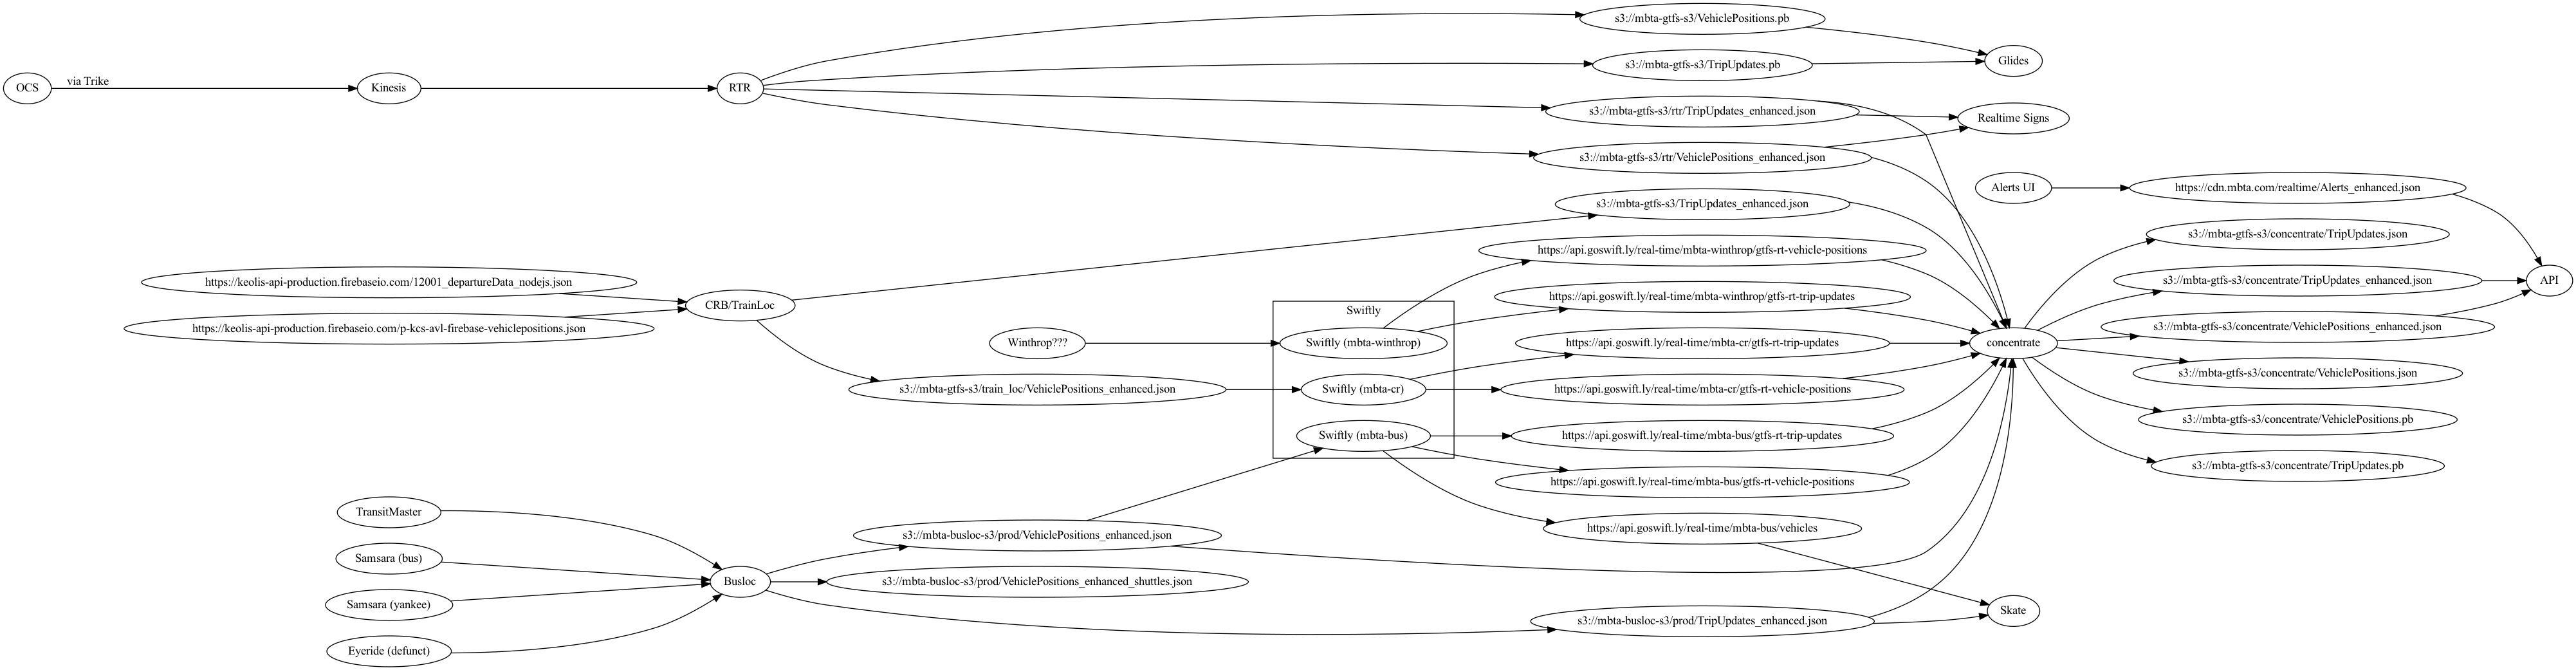 s3://mbta-gtfs-s3/VehiclePositions.pb
Glides
s3://mbta-gtfs-s3/TripUpdates.pb
via Trike
OCS
Kinesis
RTR
s3://mbta-gtfs-s3/rtr/TripUpdates_enhanced.json
Realtime Signs
s3://mbta-gtfs-s3/rtr/VehiclePositions_enhanced.json
Alerts UI
https://cdn.mbta.com/realtime/Alerts_enhanced.json
s3://mbta-gtfs-s3/TripUpdates_enhanced.json
s3://mbta-gtfs-s3/concentrate/TripUpdates.json
https://api.goswift.ly/real-time/mbta-winthrop/gtfs-rt-vehicle-positions
https://keolis-api-production.firebaseio.com/12001_departureData_nodejs.json
s3://mbta-gtfs-s3/concentrate/TripUpdates_enhanced.json
API
CRB/TrainLoc
https://api.goswift.ly/real-time/mbta-winthrop/gtfs-rt-trip-updates
Swiftly
https://keolis-api-production.firebaseio.com/p-kcs-avl-firebase-vehiclepositions.json
s3://mbta-gtfs-s3/concentrate/VehiclePositions_enhanced.json
Winthrop???
Swiftly (mbta-winthrop)
https://api.goswift.ly/real-time/mbta-cr/gtfs-rt-trip-updates
concentrate
s3://mbta-gtfs-s3/concentrate/VehiclePositions.json
s3://mbta-gtfs-s3/train_loc/VehiclePositions_enhanced.json
Swiftly (mbta-cr)
https://api.goswift.ly/real-time/mbta-cr/gtfs-rt-vehicle-positions
s3://mbta-gtfs-s3/concentrate/VehiclePositions.pb
Swiftly (mbta-bus)
https://api.goswift.ly/real-time/mbta-bus/gtfs-rt-trip-updates
s3://mbta-gtfs-s3/concentrate/TripUpdates.pb
https://api.goswift.ly/real-time/mbta-bus/gtfs-rt-vehicle-positions
TransitMaster
https://api.goswift.ly/real-time/mbta-bus/vehicles
s3://mbta-busloc-s3/prod/VehiclePositions_enhanced.json
Samsara (bus)
Busloc
s3://mbta-busloc-s3/prod/VehiclePositions_enhanced_shuttles.json
Samsara (yankee)
Skate
s3://mbta-busloc-s3/prod/TripUpdates_enhanced.json
Eyeride (defunct)